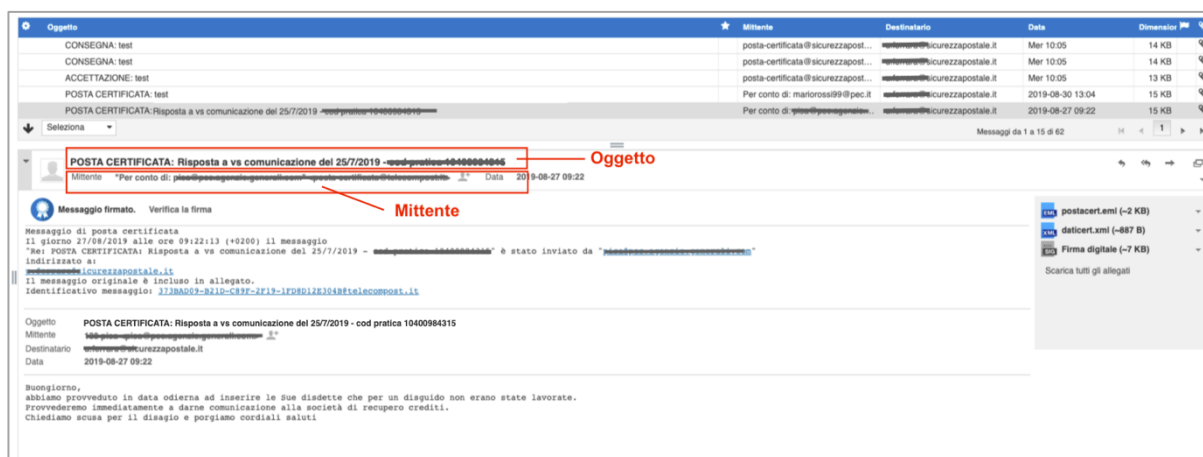 Oggetto Mittente Destinatario Data Dimension
CONSEGNA: test posta-certificata@sicurezzapost... sicurezzapostale.it Mer 10:05 14 KB
CONSEGNA: test posta-certificata@sicurezzapost... sicurezzapostale.it Mer 10:05 14 KB
ACCETTAZIONE: test posta-certificata@sicurezzapost... sicurezzapostale.it Mer 10:05 13 KB
POSTA CERTIFICATA: test Per conto di: mariorossi99@pec.it sicurezzapostale.it 2019-08-30 13:04 15 KB
POSTA CERTIFICATA: Risposta a vs comunicazione del 25/7/2019 - Per conto di: sicurezzapostale.it 2019-08-27 09:22 15 KB
Seleziona Messaggi da 1 a 15 di 62 1
POSTA CERTIFICATA: Risposta a vs comunicazione del 25/7/2019 - Oggetto
Mittente "Per conto di: Data 2019-08-27 09:22
Mittente
Messaggio firmato. Verifica la firma
postacert.eml (~2 KB)
daticert.xml (~887 B)
Firma digitale (~7 KB)
Scarica tutti gli allegati
Messaggio di posta certificata
Il giorno 27/08/2019 alle ore 09:22:13 (+0200) il messaggio
"Re: POSTA CERTIFICATA: Risposta a vs comunicazione del 25/7/2019 - " è stato inviato da "
indirizzato a:
sicurezzapostale.it
Il messaggio originale è incluso in allegato.
Identificativo messaggio: 373BAD09-B21D-C89F-2F19-1FD8D12E304B@telecompost.it
Oggetto POSTA CERTIFICATA: Risposta a vs comunicazione del 25/7/2019 - cod pratica 10400984315
Mittente
Destinatario sicurezzapostale.it
Data 2019-08-27 09:22
Buongiorno,
abbiamo provveduto in data odierna ad inserire le Sue disdette che per un disguido non erano state lavorate.
Provvederemo immediatamente a darne comunicazione alla società di recupero crediti.
Chiediamo scusa per il disagio e porgiamo cordiali saluti